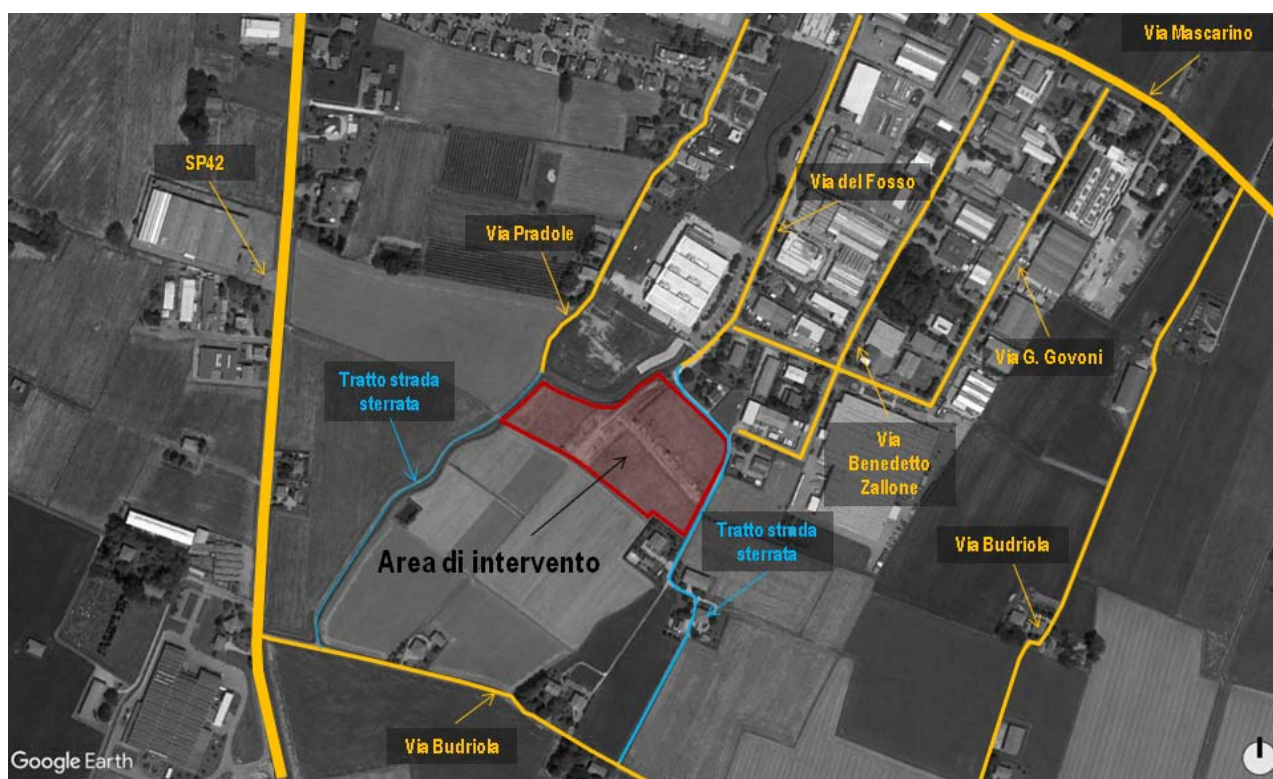 Via Mascarino
SP42
Via del Fosso
Via Pradole
Via G. Govoni
Tratto strada
sterrata
Via
Benedetto
Zallone
Tratto strada
sterrata
Area di intervento
Via Budriola
Via Budriola
Google Earth